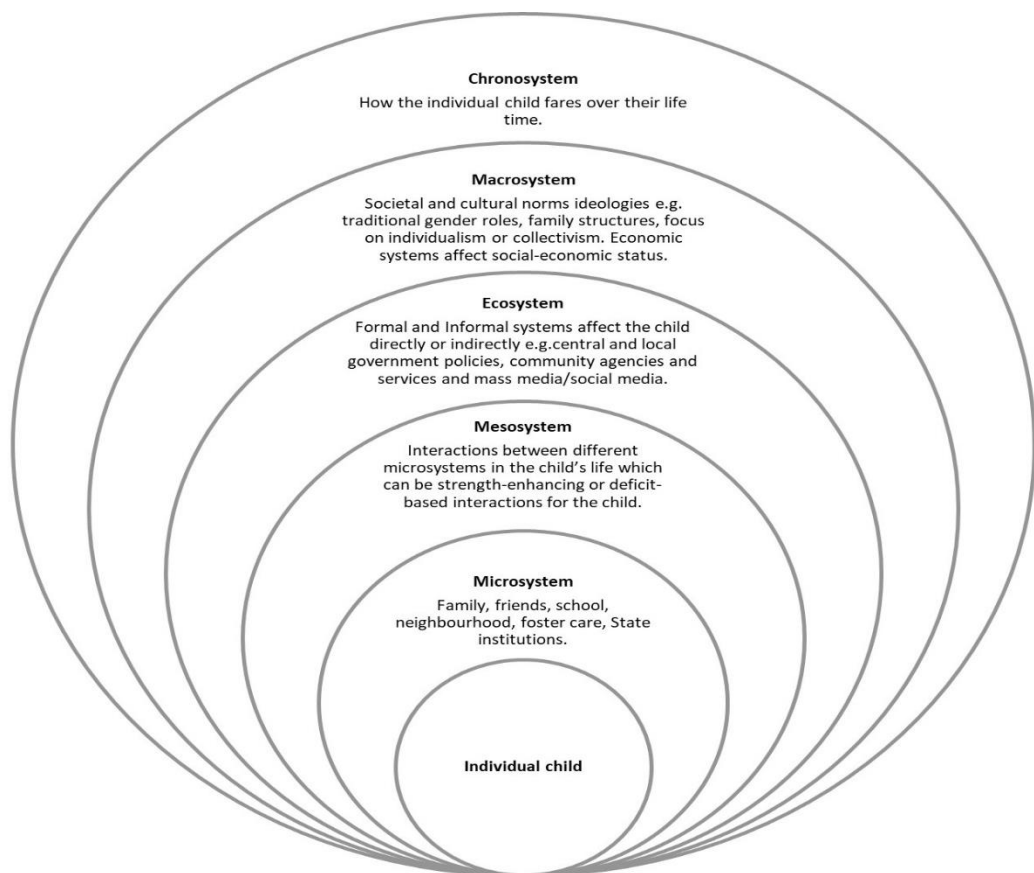 Chronosystem
How the individual child fares over their life
time.
Macrosystem
Societal and cultural norms ideologies e.g.
traditional gender roles, family structures, focus
on individualism or collectivism. Economic
systems affect social-economic status.
Ecosystem
Formal and Informal systems affect the child
directly or indirectly e.g.central and local
government policies, community agencies and
services and mass media/social media.
Mesosystem
Interactions between different
microsystems in the child’s life which
can be strength-enhancing or deficit-
based interactions for the child.
Microsystem
Family, friends, school,
neighbourhood, foster care, State
institutions.
Individual child